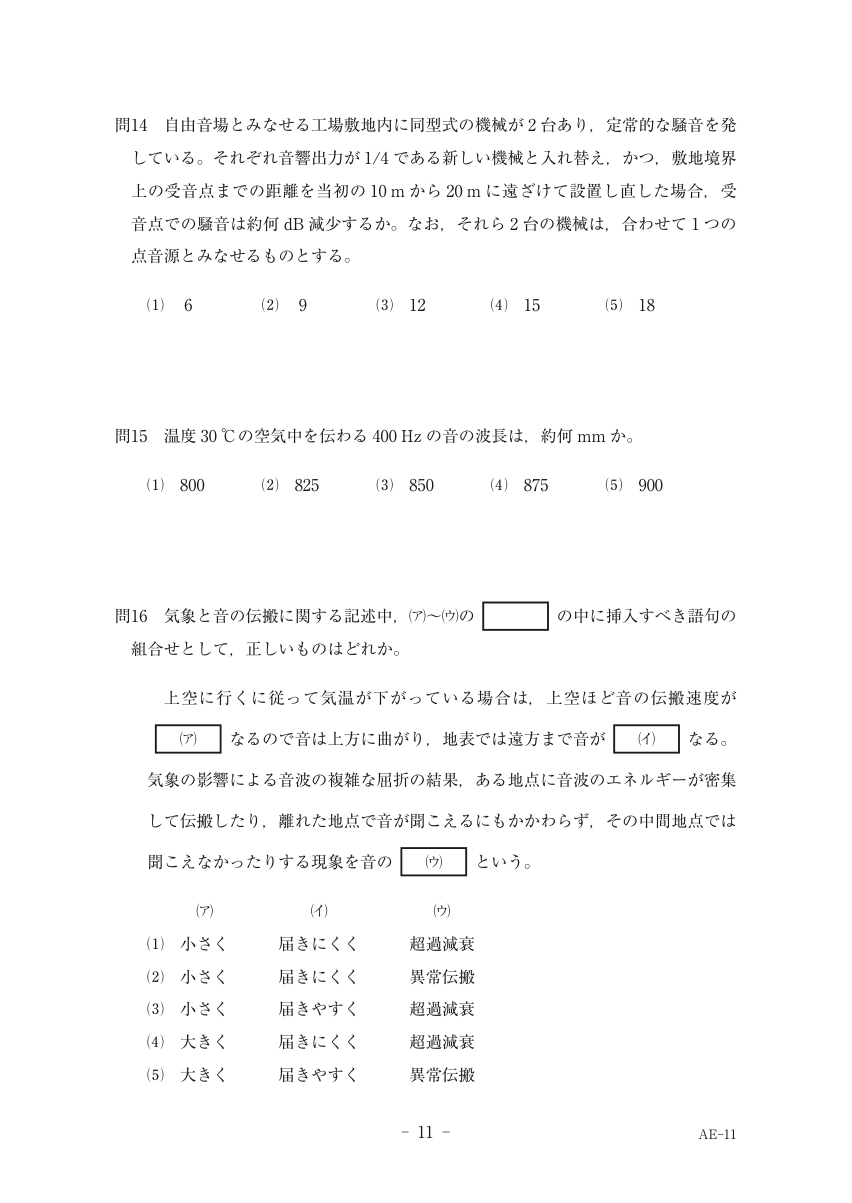 問14 自由音場とみなせる工場敷地内に同型式の機械が2台あり，定常的な騒音を発
している。それぞれ音響出力が1/4である新しい機械と入れ替え，かつ，敷地境界
上の受音点までの距離を当初の10 mから20 mに遠ざけて設置し直した場合，受
音点での騒音は約何dB減少するか。なお，それら2台の機械は，合わせて1つの
点音源とみなせるものとする。
⑴ 6 ⑵ 9 ⑶ 12 ⑷ 15 ⑸ 18
問15 温度30 ℃の空気中を伝わる400 Hzの音の波長は，約何mmか。
⑴ 800 ⑵ 825 ⑶ 850 ⑷ 875 ⑸ 900
問16 気象と音の伝搬に関する記述中，㋐～㋒の の中に挿入すべき語句の
組合せとして，正しいものはどれか。
上空に行くに従って気温が下がっている場合は，上空ほど音の伝搬速度が
(ア) なるので音は上方に曲がり，地表では遠方まで音が (イ) なる。
気象の影響による音波の複雑な屈折の結果，ある地点に音波のエネルギーが密集
して伝搬したり，離れた地点で音が聞こえるにもかかわらず，その中間地点では
聞こえなかったりする現象を音の (ウ) という。
(ア) (イ) (ウ)
⑴ 小さく 届きにくく 超過減衰
⑵ 小さく 届きにくく 異常伝搬
⑶ 小さく 届きやすく 超過減衰
⑷ 大きく 届きにくく 超過減衰
⑸ 大きく 届きやすく 異常伝搬
－ 11 －
AE-11